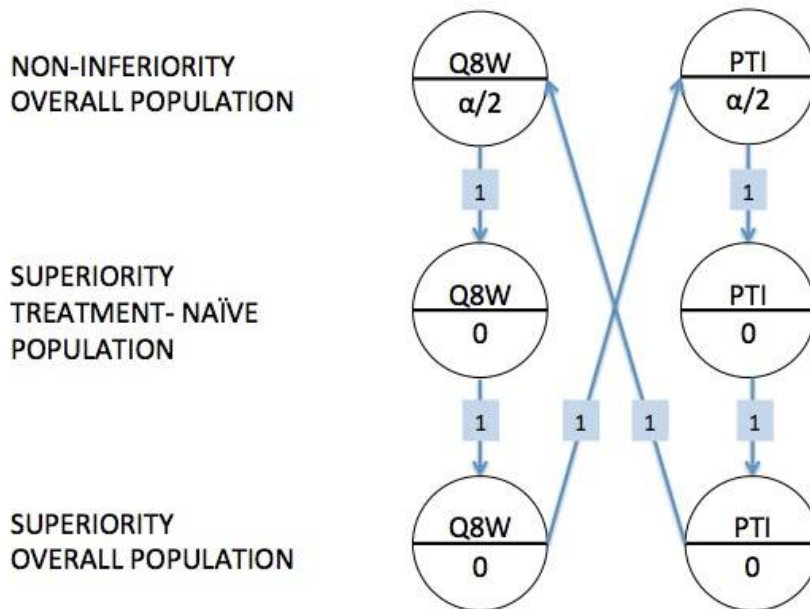 NON-INFERIORITY
OVERALL POPULATION
Q8W
α/2
PTI
α/2
1
1
SUPERIORITY
TREATMENT- NAÏVE
POPULATION
Q8W
0
PTI
0
1
1
1
1
SUPERIORITY
OVERALL POPULATION
Q8W
0
PTI
0